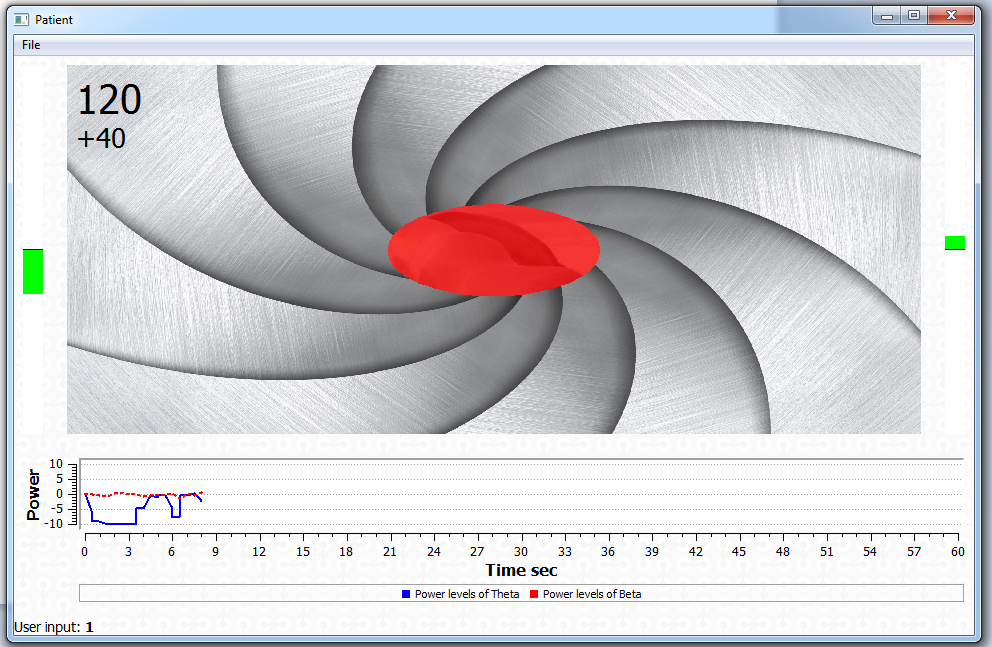 Patient
File
120
+40
Power
10
5
0
-5
-10
0 3 6 9 12 15 18 21 24 27 30 33 36 39 42 45 48 51 54 57 60
Time sec
Power levels of Theta Power levels of Beta
User input: 1